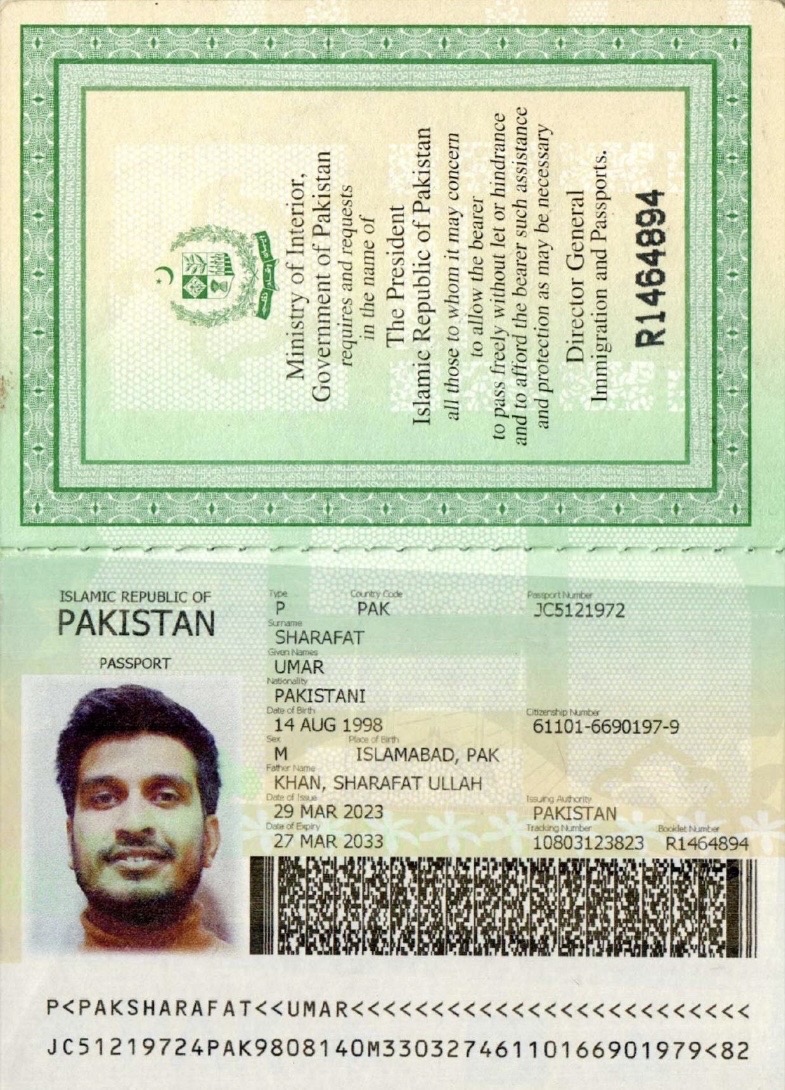 Ministry of Interior,
Government of Pakistan
requires and requests
in the name of
The President
Islamic Republic of Pakistan
all those to whom it may concern
to allow the bearer
to pass freely without let or hindrance
and to afford the bearer such assistance
and protection as may be necessary
Director General
Immigration and Passports.
R1464894
ISLAMIC REPUBLIC OF
PAKISTAN
PASSPORT
Type Country Code Passport Number
P PAK JC5121972
Surname
SHARAFAT
Given Names
UMAR
Nationality
PAKISTANI
Date of Birth Citizenship Number
14 AUG 1998 61101-6690197-9
Sex Place of Birth
M ISLAMABAD, PAK
Father Name
KHAN, SHARAFAT ULLAH
Date of Issue Issuing Authority
29 MAR 2023 PAKISTAN
Date of Expiry Tracking Number Booklet Number
27 MAR 2033 10803123823 R1464894
P<PAKSHARAFAT<<UMAR<<<<<<<<<<<<<<<<<<<<<<<<<
JC51219724PAK9808140M3303274611016690​1979<82